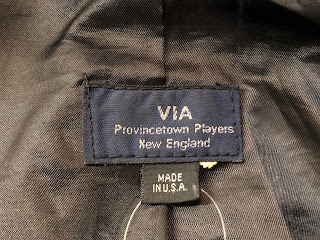 VIA
Provincetown Players
New England
MADE
IN U.S.A.